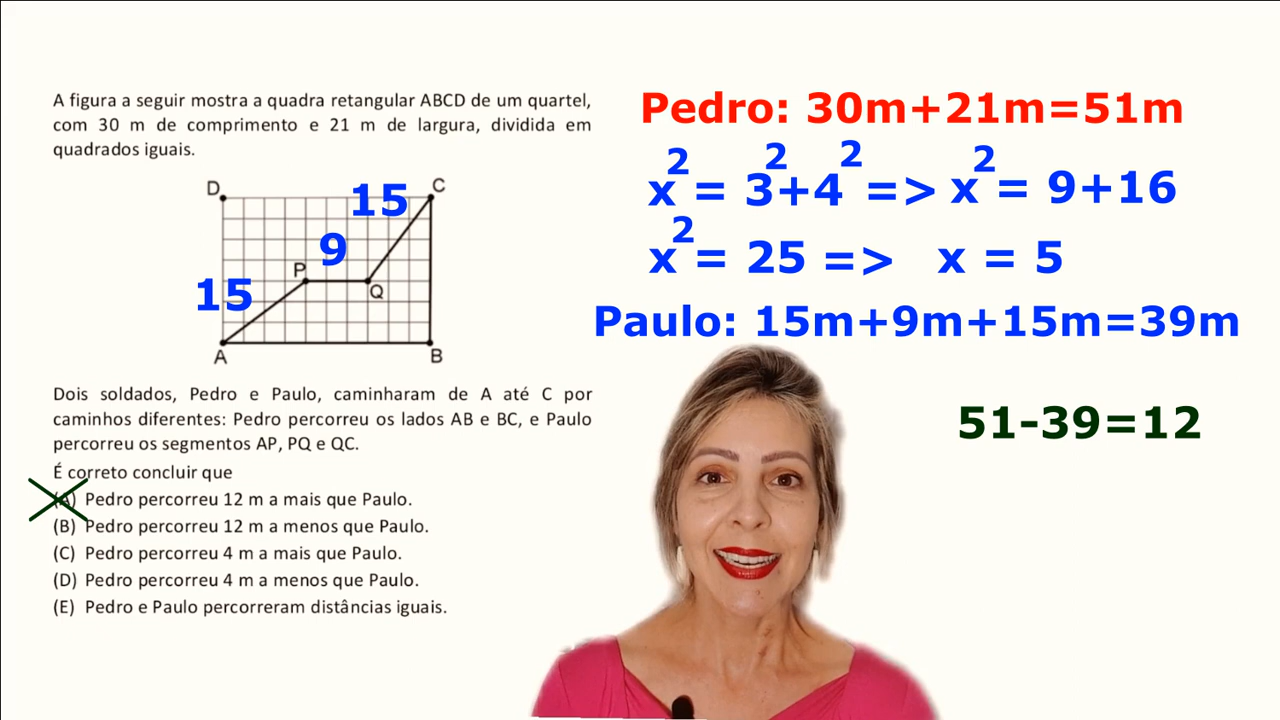 A figura a seguir mostra a quadra retangular ABCD de um quartel,
com 30 m de comprimento e 21 m de largura, dividida em
quadrados iguais.
D
15
C
9
P
15
Q
A
B
Dois soldados, Pedro e Paulo, caminharam de A até C por
caminhos diferentes: Pedro percorreu os lados AB e BC, e Paulo
percorreu os segmentos AP, PQ e QC.
É correto concluir que
(A) Pedro percorreu 12 m a mais que Paulo.
(B) Pedro percorreu 12 m a menos que Paulo.
(C) Pedro percorreu 4 m a mais que Paulo.
(D) Pedro percorreu 4 m a menos que Paulo.
(E) Pedro e Paulo percorreram distâncias iguais.
Pedro: 30m+21m=51m
x² = 3²+4² => x² = 9+16
x² = 25 => x = 5
Paulo: 15m+9m+15m=39m
51-39=12